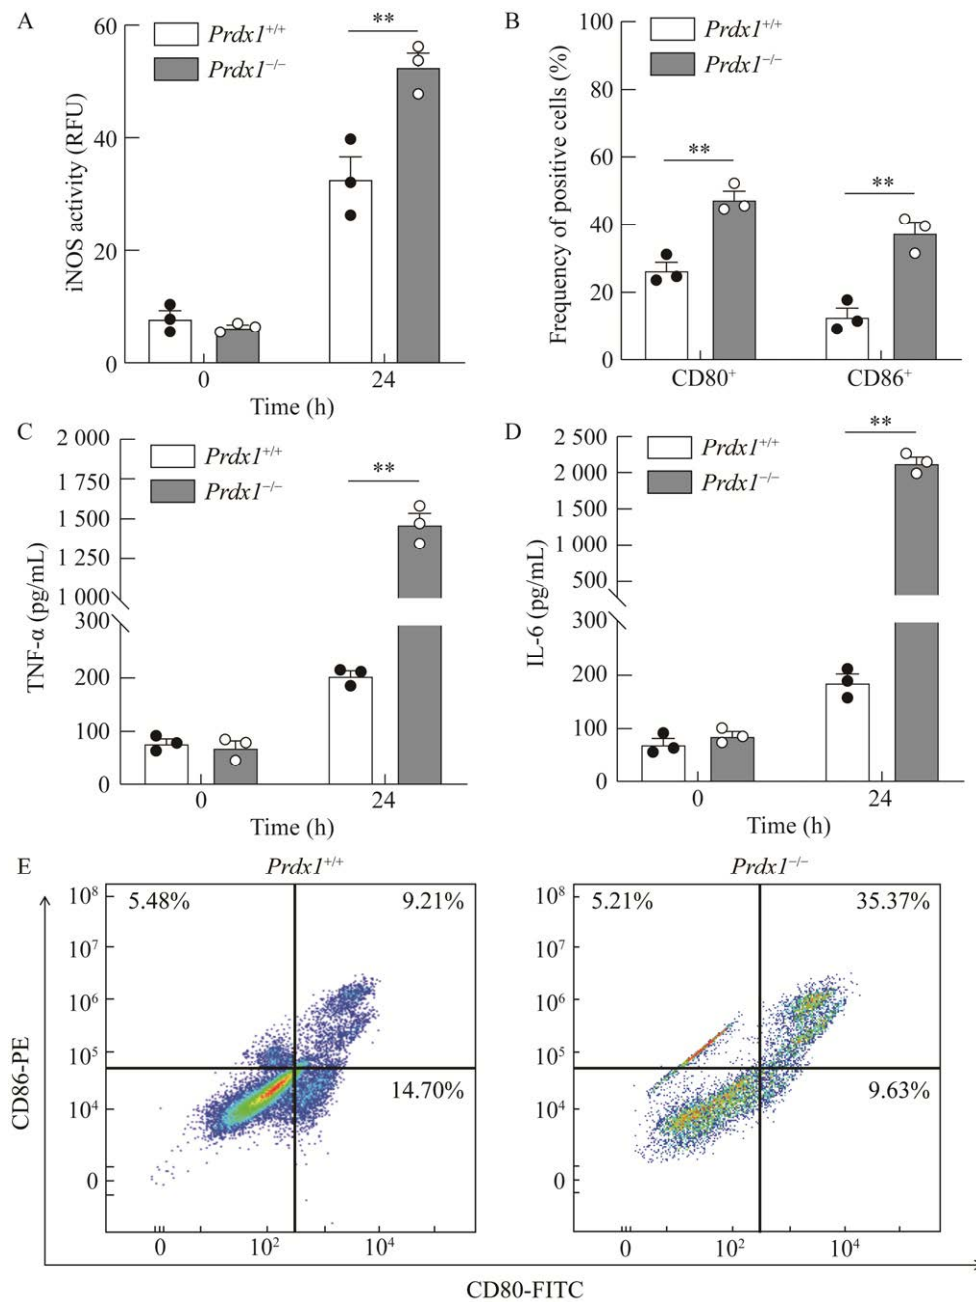 A
Prdx1+/+
Prdx1−/−
**
iNOS activity (RFU)
60
40
20
0
0
24
Time (h)
B
Prdx1+/+
Prdx1−/−
**
**
Frequency of positive cells (%)
100
80
60
40
20
0
CD80+
CD86+
C
Prdx1+/+
Prdx1−/−
**
TNF-α (pg/mL)
2 000
1 750
1 500
1 250
1 000
300
200
100
0
0
24
Time (h)
D
Prdx1+/+
Prdx1−/−
**
IL-6 (pg/mL)
2 500
2 000
1 500
1 000
500
300
200
100
0
0
24
Time (h)
E
Prdx1+/+
5.48%
9.21%
14.70%
10⁸
10⁷
10⁶
10⁵
10⁴
0
0
10²
10⁴
Prdx1−/−
5.21%
35.37%
9.63%
10⁸
10⁷
10⁶
10⁵
10⁴
0
0
10²
10⁴
CD86-PE
CD80-FITC